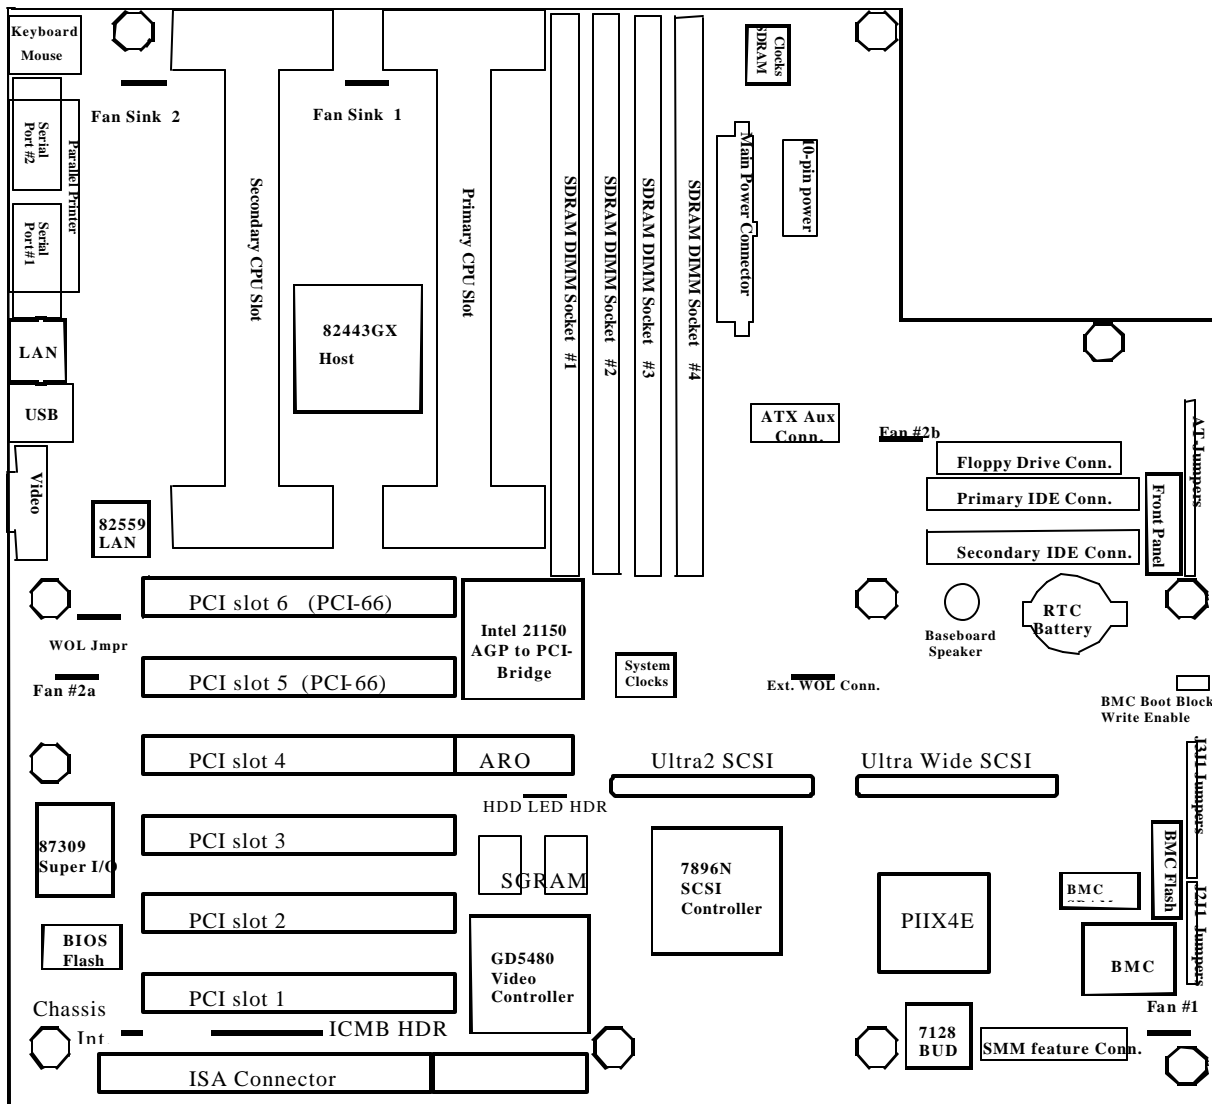 Keyboard
Mouse
Fan Sink 2
Fan Sink 1
Clocks
SDRAM
Serial
Port #2
Parallel Printer
Serial
Port#1
Secondary CPU Slot
Primary CPU Slot
SDRAM DIMM Socket #1
SDRAM DIMM Socket #2
SDRAM DIMM Socket #3
SDRAM DIMM Socket #4
Main Power Connector
10-pin power
82443GX
Host
LAN
USB
Video
82559
LAN
ATX Aux
Conn.
Fan #2b
Floppy Drive Conn.
Primary IDE Conn.
Secondary IDE Conn.
Front Panel
AT Jumpers
PCI slot 6 (PCI-66)
WOL Jmpr
Intel 21150
AGP to PCI-
Bridge
Baseboard
Speaker
RTC
Battery
PCI slot 5 (PCI-66)
Fan #2a
System
Clocks
Ext. WOL Conn.
BMC Boot Block
Write Enable
PCI slot 4
ARO
Ultra2 SCSI
Ultra Wide SCSI
J3J1 Jumpers
HDD LED HDR
87309
Super I/O
PCI slot 3
SGRAM
7896N
SCSI
Controller
BMC Flash
BMC
PCI slot 2
PIIX4E
J2J1 Jumpers
BIOS
Flash
GD5480
Video
Controller
BMC
PCI slot 1
Chassis
Int
ICMB HDR
Fan #1
7128
BUD
SMM feature Conn.
ISA Connector